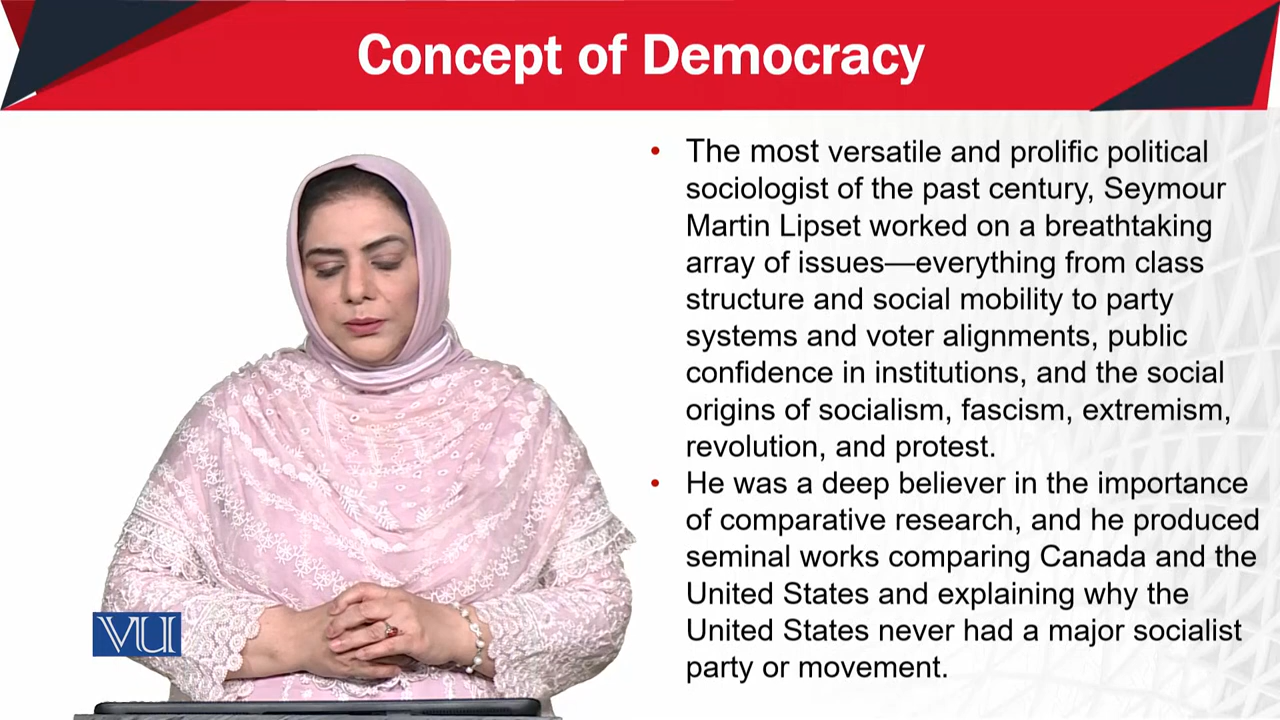 Concept of Democracy
• The most versatile and prolific political
sociologist of the past century, Seymour
Martin Lipset worked on a breathtaking
array of issues—everything from class
structure and social mobility to party
systems and voter alignments, public
confidence in institutions, and the social
origins of socialism, fascism, extremism,
revolution, and protest.
• He was a deep believer in the importance
of comparative research, and he produced
seminal works comparing Canada and the
United States and explaining why the
United States never had a major socialist
party or movement.
VU